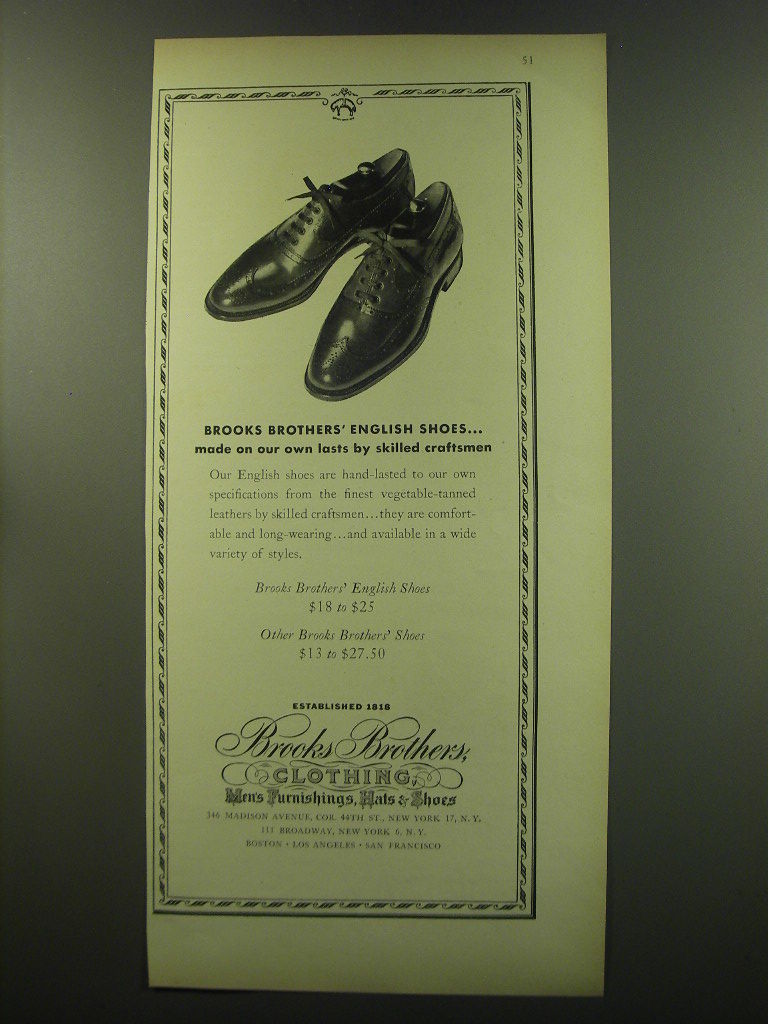 51
BROOKS BROTHERS' ENGLISH SHOES...
made on our own lasts by skilled craftsmen
Our English shoes are hand-lasted to our own
specifications from the finest vegetable-tanned
leathers by skilled craftsmen...they are comfort-
able and long-wearing...and available in a wide
variety of styles.
Brooks Brothers' English Shoes
$18 to $25
Other Brooks Brothers' Shoes
$13 to $27.50
ESTABLISHED 1818
Brooks Brothers,
CLOTHING,
Men's Furnishings, Hats & Shoes
346 MADISON AVENUE, COR. 44TH ST., NEW YORK 17, N.Y.
111 BROADWAY, NEW YORK 6, N.Y.
BOSTON • LOS ANGELES • SAN FRANCISCO